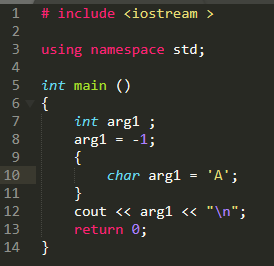 1 # include <iostream >
2
3 using namespace std;
4
5 int main ()
6 {
7     int arg1 ;
8     arg1 = -1;
9     {
10         char arg1 = 'A';
11     }
12     cout << arg1 << "\n";
13     return 0;
14 }